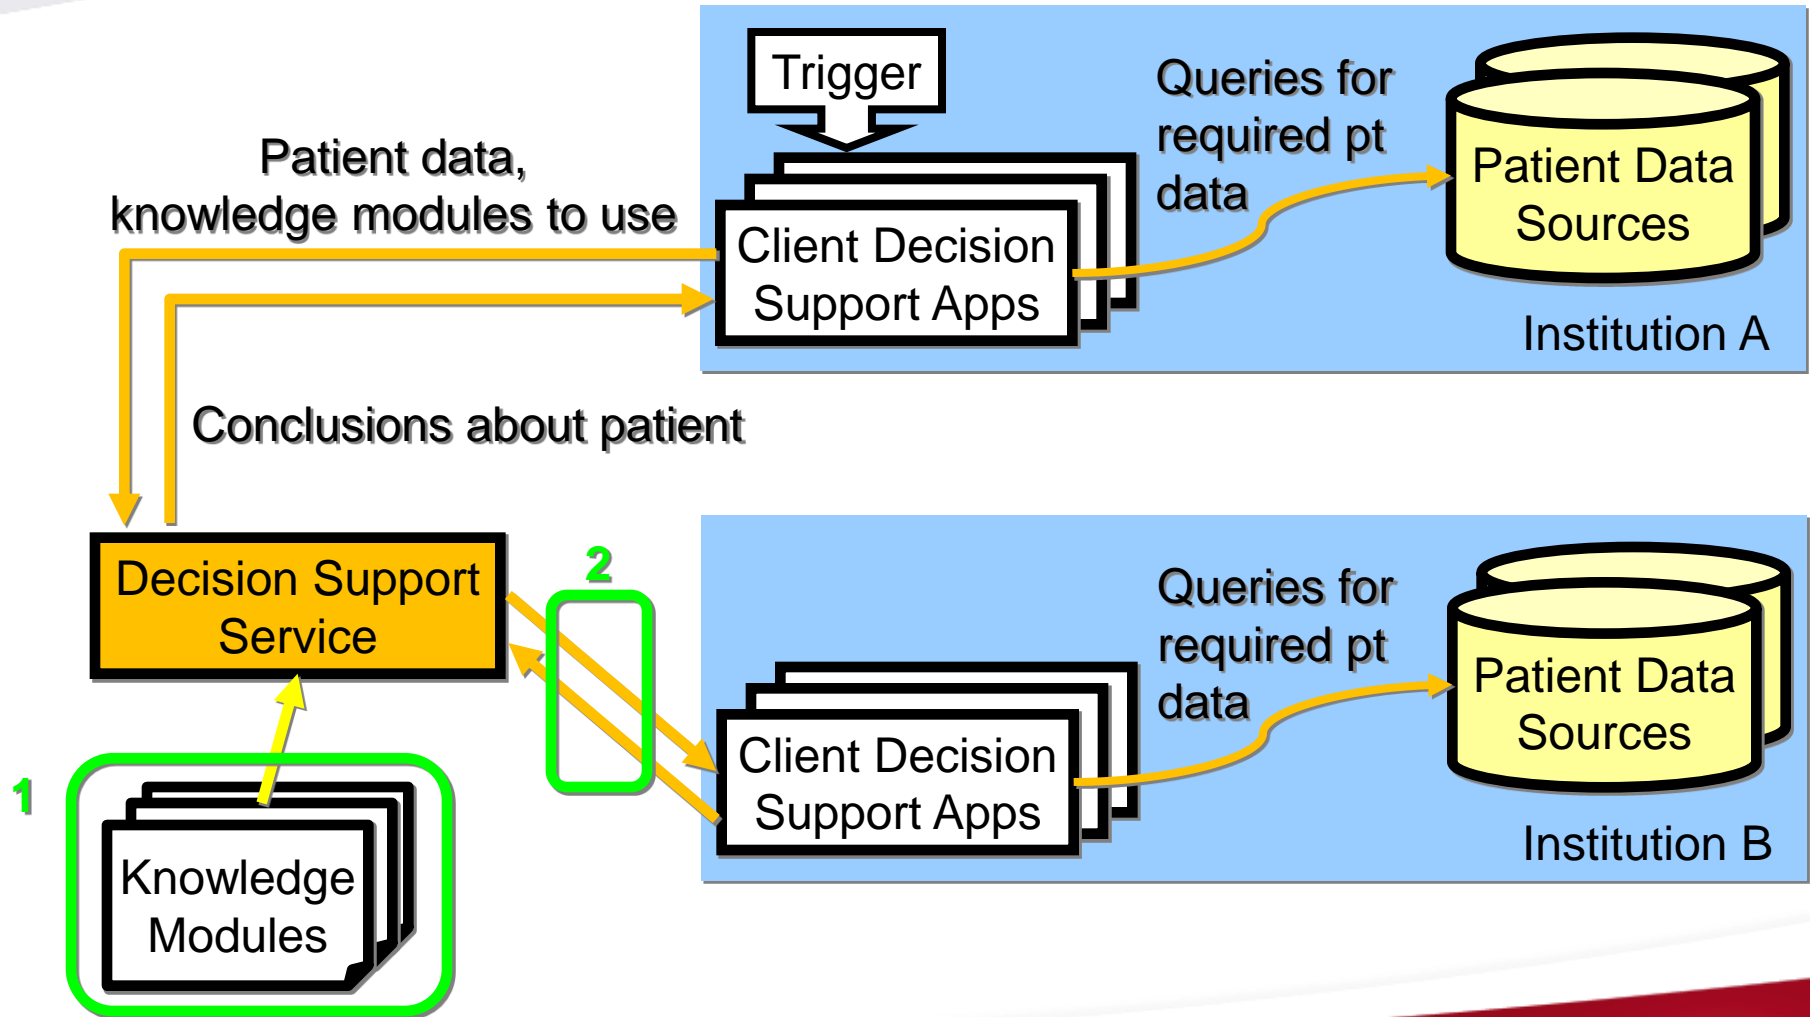 Trigger
Queries for
required pt
data
Patient Data
Sources
Patient data,
knowledge modules to use
Client Decision
Support Apps
Institution A
Conclusions about patient
Decision Support
Service
2
Queries for
required pt
data
Patient Data
Sources
Client Decision
Support Apps
Institution B
1
Knowledge
Modules